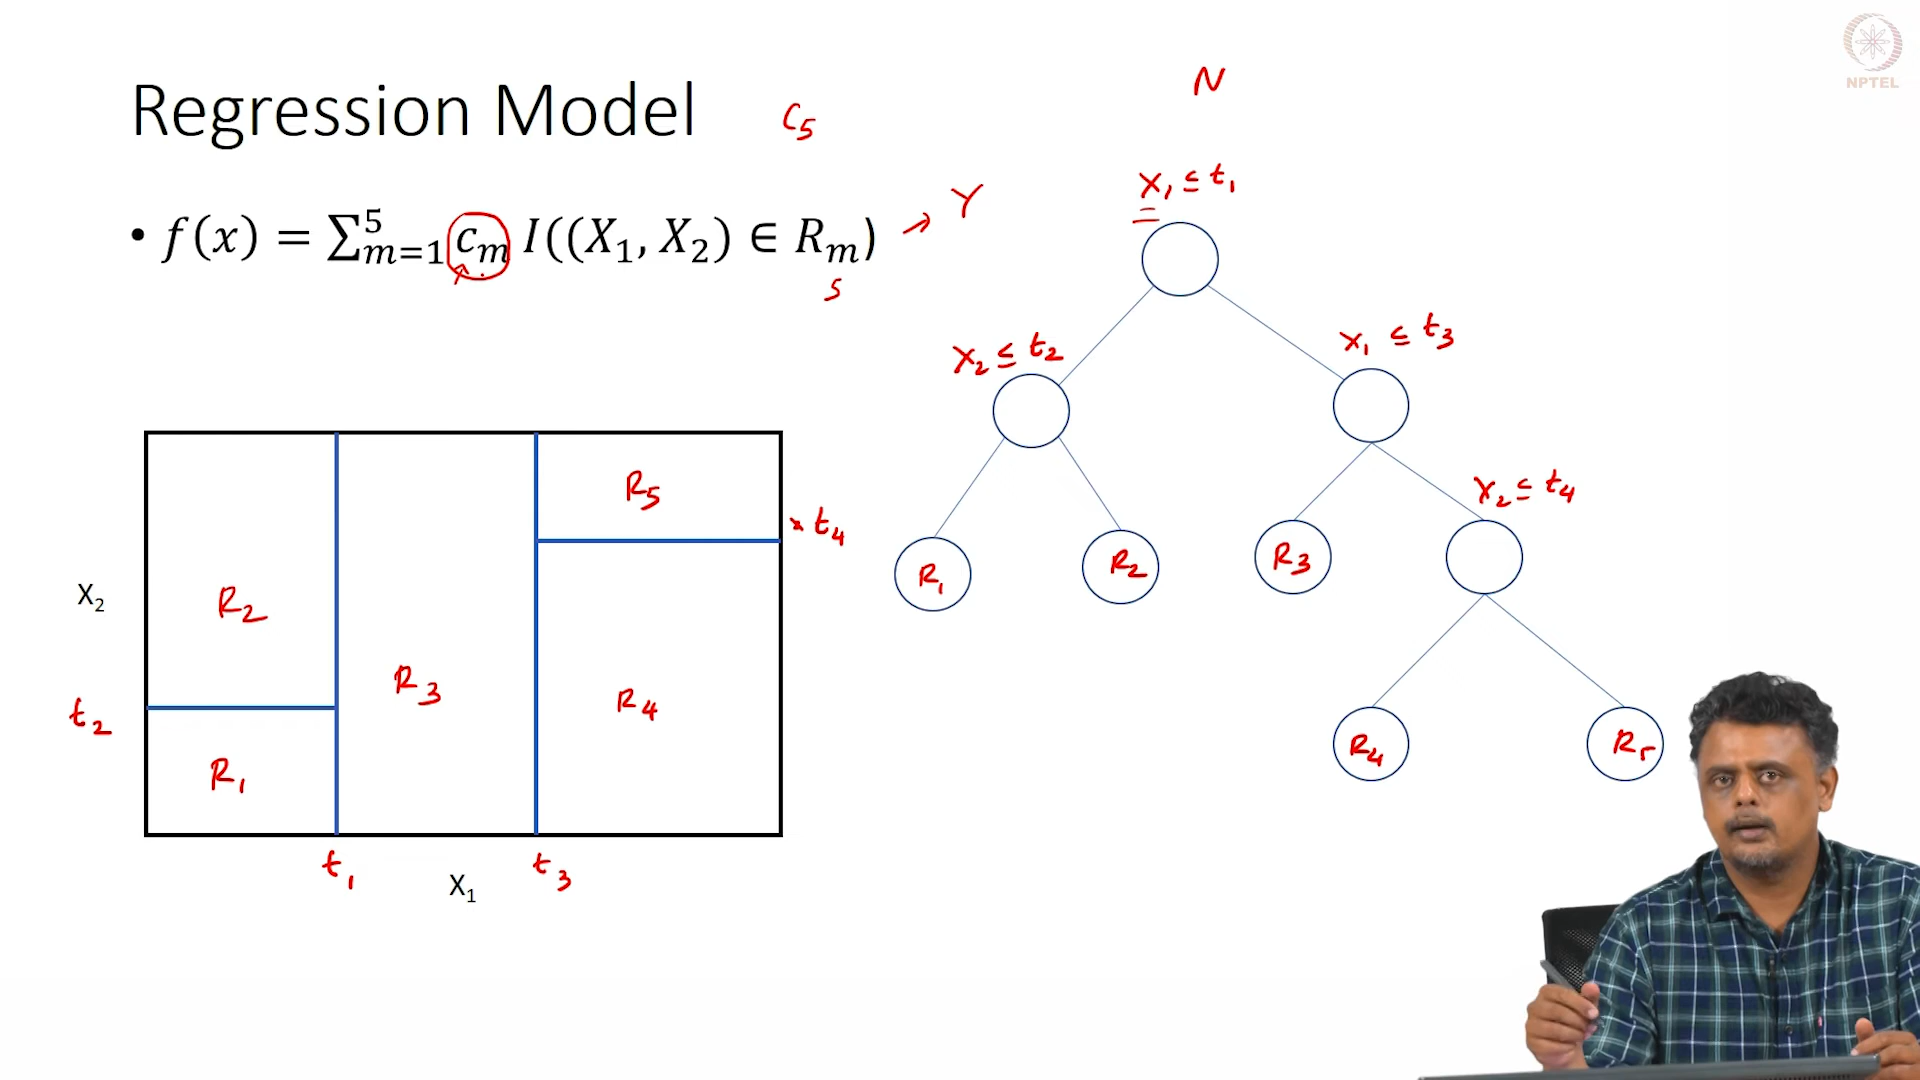 NPTEL
Regression Model
C₅
N
• f(x) = ∑⁵ₘ₌₁ cₘ I((X₁, X₂) ∈ Rₘ) → Y
5
X₁ ≤ t₁
X₂ ≤ t₂
X₁ ≤ t₃
X₂ ≤ t₄
R₁
R₂
R₃
R₄
R₅
R₅
t₄
X₂
R₂
R₃
R₄
t₂
R₁
t₁
X₁
t₃